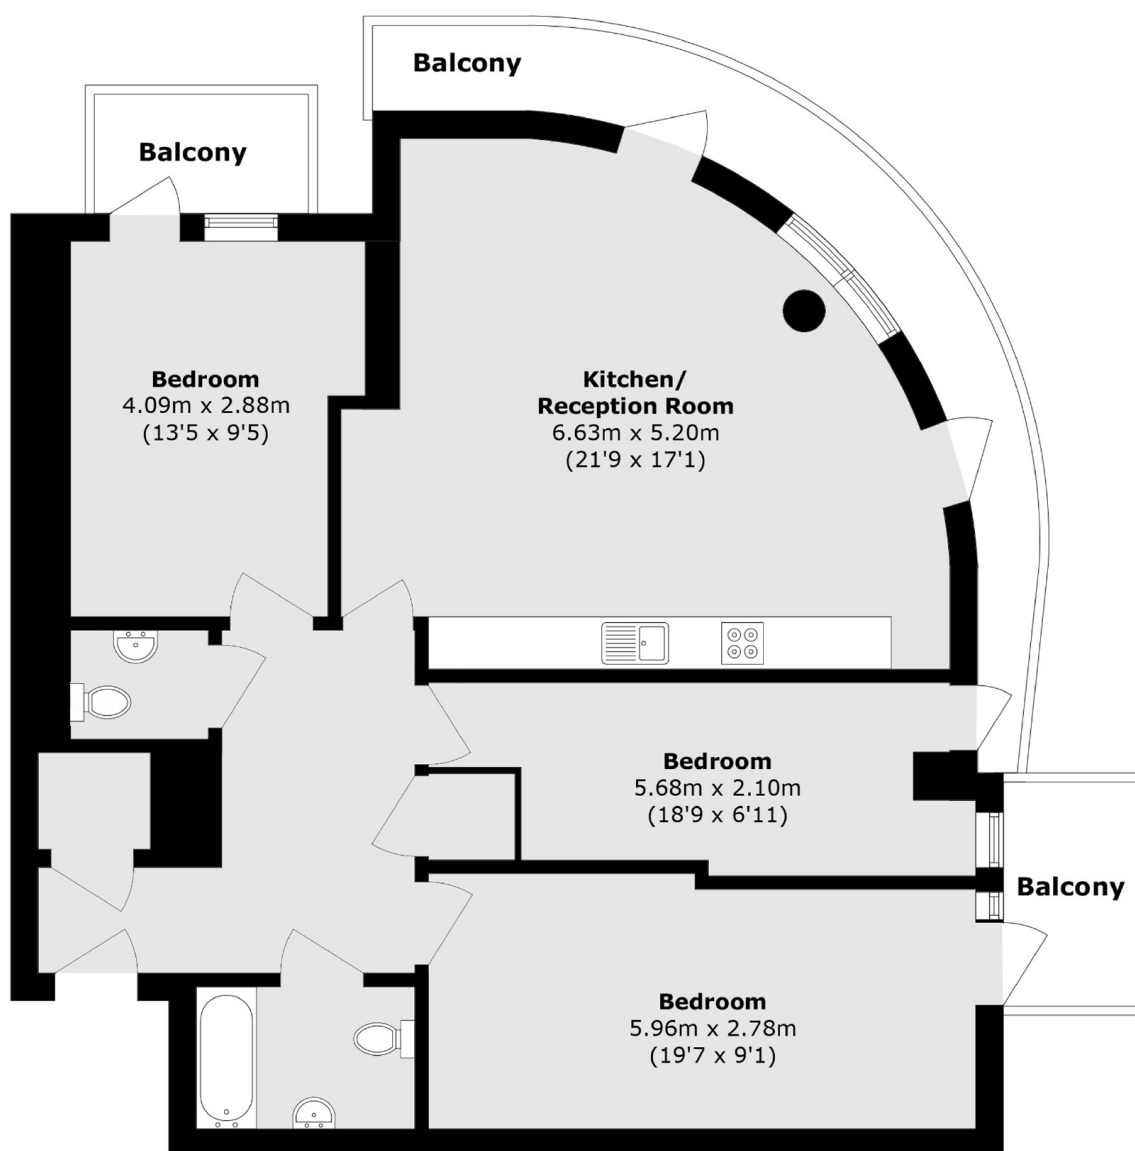 Balcony
Balcony
Bedroom
4.09m x 2.88m
(13'5 x 9'5)
Kitchen/
Reception Room
6.63m x 5.20m
(21'9 x 17'1)
Bedroom
5.68m x 2.10m
(18'9 x 6'11)
Balcony
Bedroom
5.96m x 2.78m
(19'7 x 9'1)